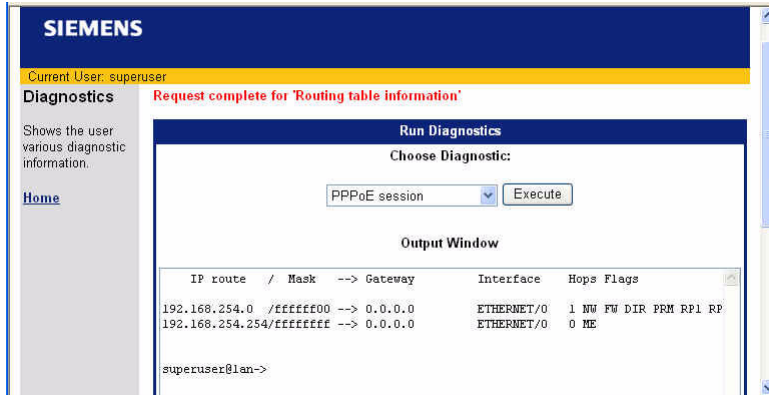 SIEMENS
Current User: superuser
Diagnostics
Request complete for 'Routing table information'
Shows the user
various diagnostic
information.
Home
Run Diagnostics
Choose Diagnostic:
PPPoE session
Execute
Output Window
IP route / Mask --> Gateway Interface Hops Flags
192.168.254.0 /ffffff00 --> 0.0.0.0 ETHERNET/0 1 NW FW DIR PRM RP1 RP
192.168.254.254/ffffffff --> 0.0.0.0 ETHERNET/0 0 ME
superuser@lan->